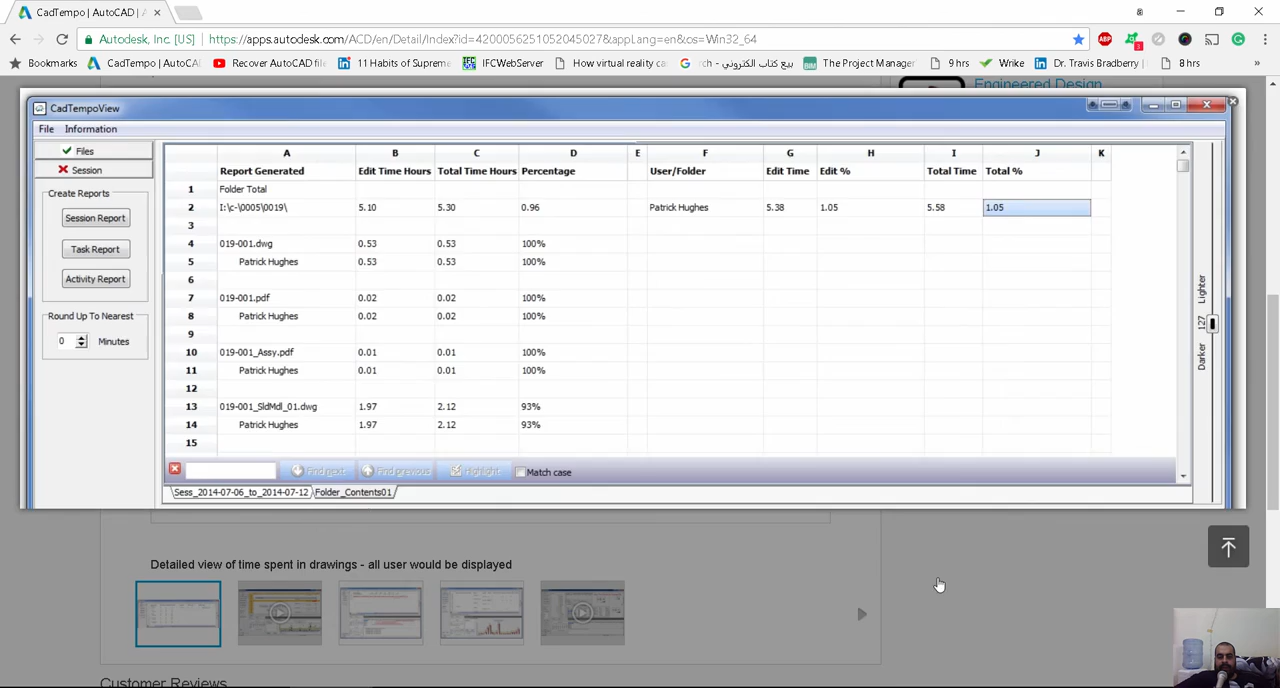 CadTempo | AutoCAD | A
Autodesk, Inc. [US] https://apps.autodesk.com/ACD/en/Detail/Index?id=4200056251052045027&appLang=en&os=Win32_64
ABP 3
Bookmarks CadTempo | AutoCA Recover AutoCAD file 11 Habits of Supreme IFC IFCWebServer How virtual reality ca بيع كتاب الكتروني - rch BIM The Project Manager 9 hrs Wrike Dr. Travis Bradberry | 8 hrs »
Engineered Design
CadTempoView
File Information
Files
Session
Create Reports
Session Report
Task Report
Activity Report
Round Up To Nearest
0 Minutes
A B C D E F G H I J K
Report Generated Edit Time Hours Total Time Hours Percentage User/Folder Edit Time Edit % Total Time Total %
1 Folder Total
2 I:\c-\0005\0019\ 5.10 5.30 0.96 Patrick Hughes 5.38 1.05 5.58 1.05
3
4 019-001.dwg 0.53 0.53 100%
5 Patrick Hughes 0.53 0.53 100%
6
7 019-001.pdf 0.02 0.02 100%
8 Patrick Hughes 0.02 0.02 100%
9
10 019-001_Assy.pdf 0.01 0.01 100%
11 Patrick Hughes 0.01 0.01 100%
12
13 019-001_SldMdl_01.dwg 1.97 2.12 93%
14 Patrick Hughes 1.97 2.12 93%
15
Lighter
127
Darker
Find next Find previous Highlight Match case
Sess_2014-07-06_to_2014-07-12 Folder_Contents01
Detailed view of time spent in drawings - all user would be displayed
Customer Reviews